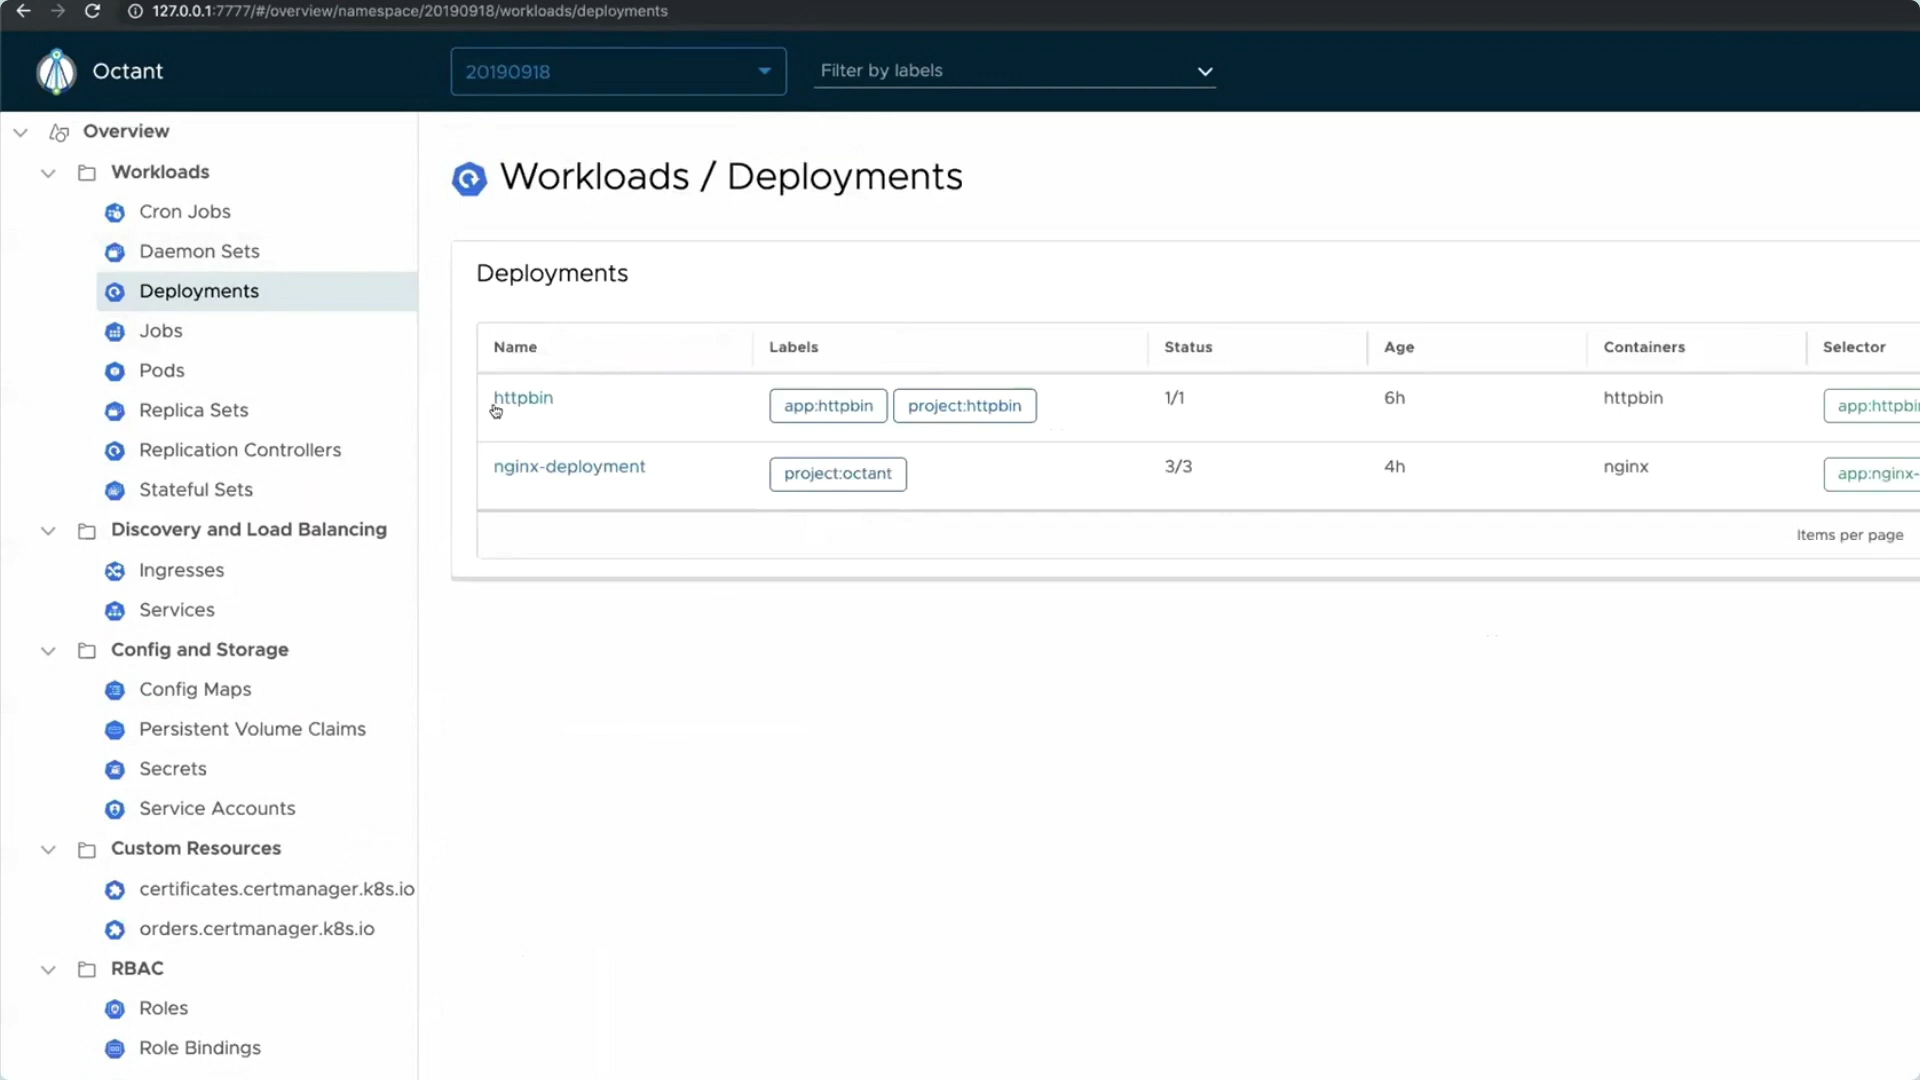 127.0.0.1:7777/#/overview/namespace/20190918/workloads/deployments
Octant
20190918
Filter by labels
Overview
Workloads
Cron Jobs
Daemon Sets
Deployments
Jobs
Pods
Replica Sets
Replication Controllers
Stateful Sets
Discovery and Load Balancing
Ingresses
Services
Config and Storage
Config Maps
Persistent Volume Claims
Secrets
Service Accounts
Custom Resources
certificates.certmanager.k8s.io
orders.certmanager.k8s.io
RBAC
Roles
Role Bindings
Workloads / Deployments
Deployments
Name Labels Status Age Containers Selector
httpbin app:httpbin project:httpbin 1/1 6h httpbin app:httpbi
nginx-deployment project:octant 3/3 4h nginx app:nginx-
Items per page